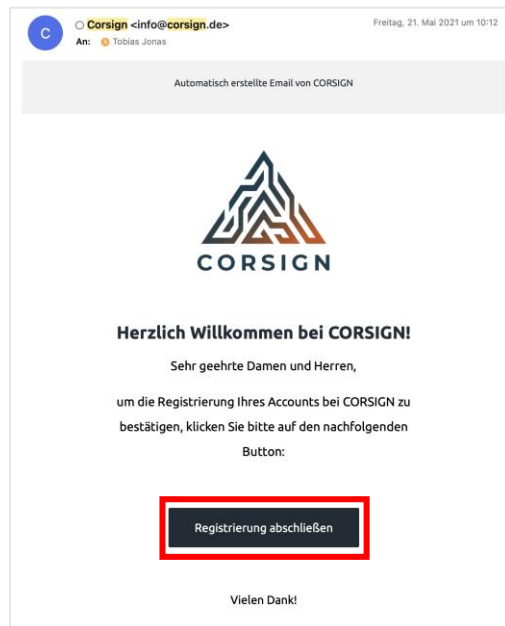 C
Corsign <info@corsign.de>
Freitag, 21. Mai 2021 um 10:12
An: Tobias Jonas
Automatisch erstellte Email von CORSIGN
CORSIGN
Herzlich Willkommen bei CORSIGN!
Sehr geehrte Damen und Herren,
um die Registrierung Ihres Accounts bei CORSIGN zu
bestätigen, klicken Sie bitte auf den nachfolgenden
Button:
Registrierung abschließen
Vielen Dank!